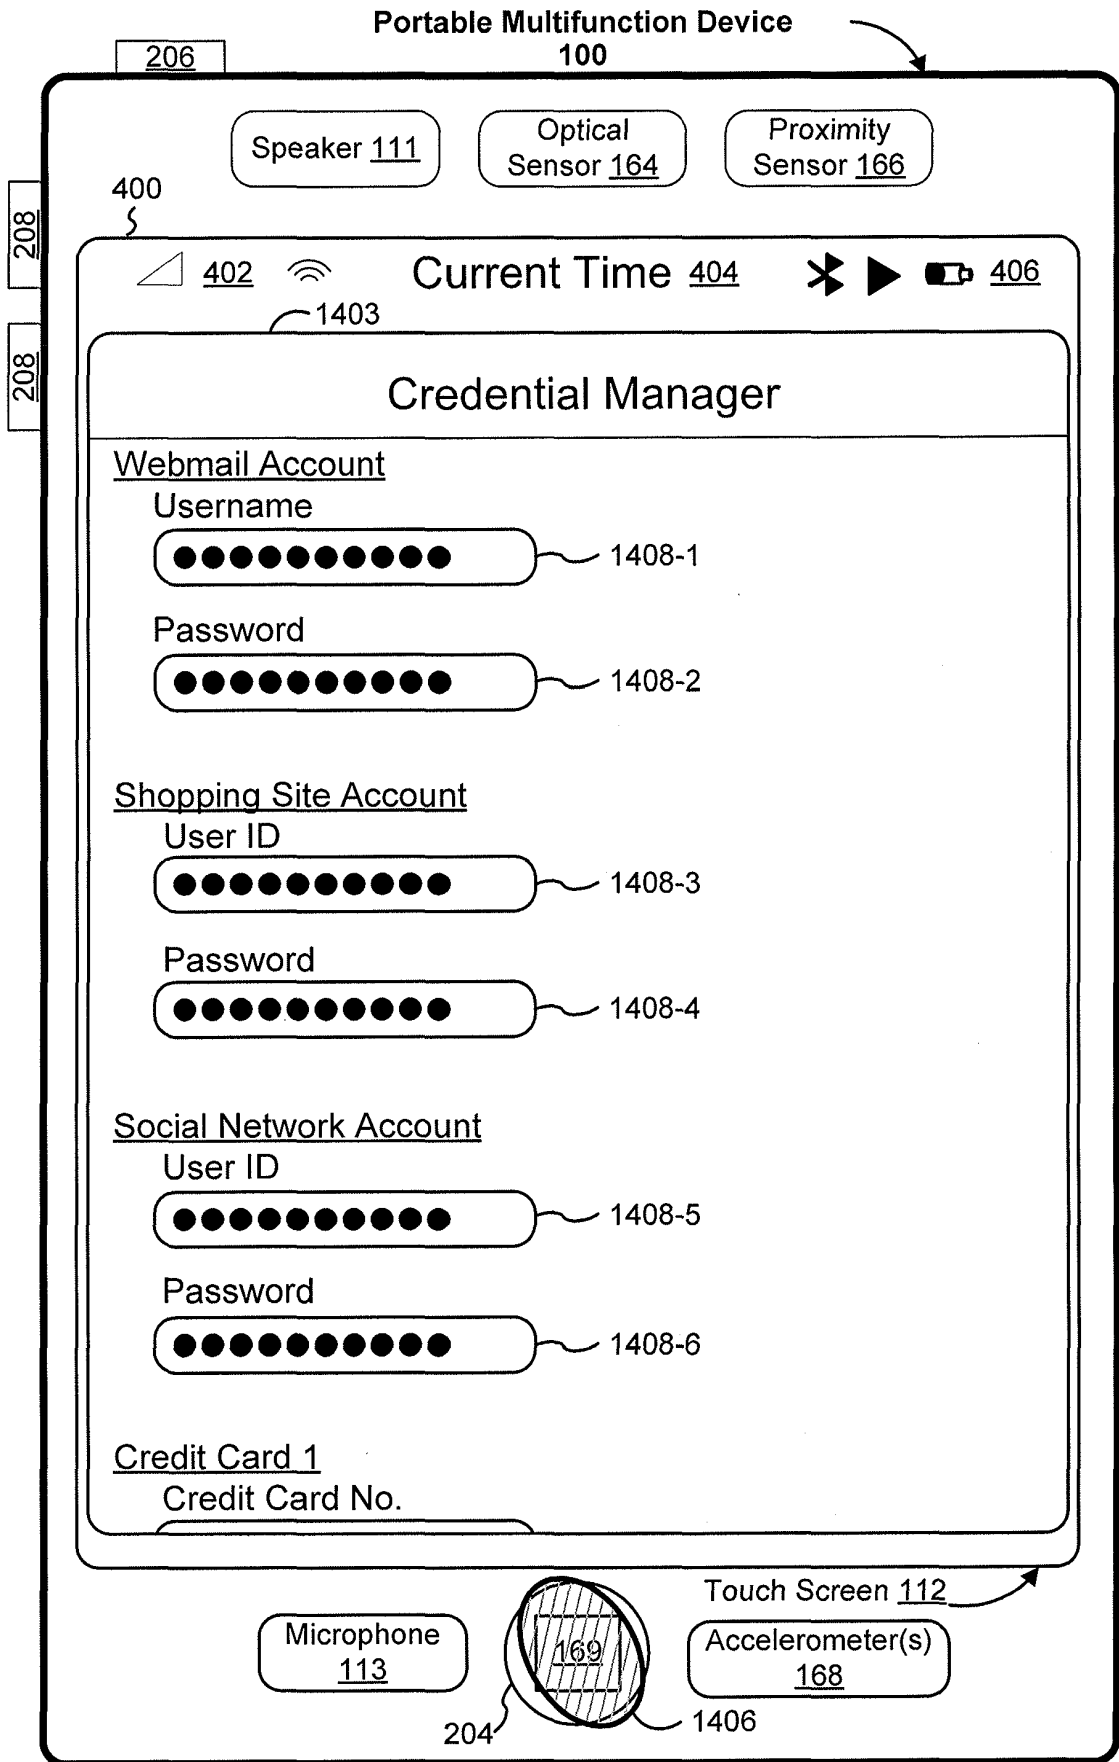 Portable Multifunction Device
100
206
Speaker 111
Optical
Sensor 164
Proximity
Sensor 166
208
400
402
Current Time 404
406
208
1403
Credential Manager
Webmail Account
Username
1408-1
Password
1408-2
Shopping Site Account
User ID
1408-3
Password
1408-4
Social Network Account
User ID
1408-5
Password
1408-6
Credit Card 1
Credit Card No.
Touch Screen 112
Microphone
113
169
Accelerometer(s)
168
204
1406